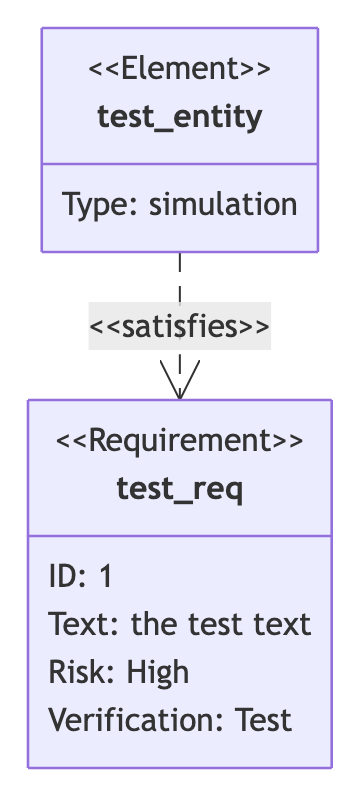 <<Element>>
test_entity
Type: simulation
<<satisfies>>
<<Requirement>>
test_req
ID: 1
Text: the test text
Risk: High
Verification: Test